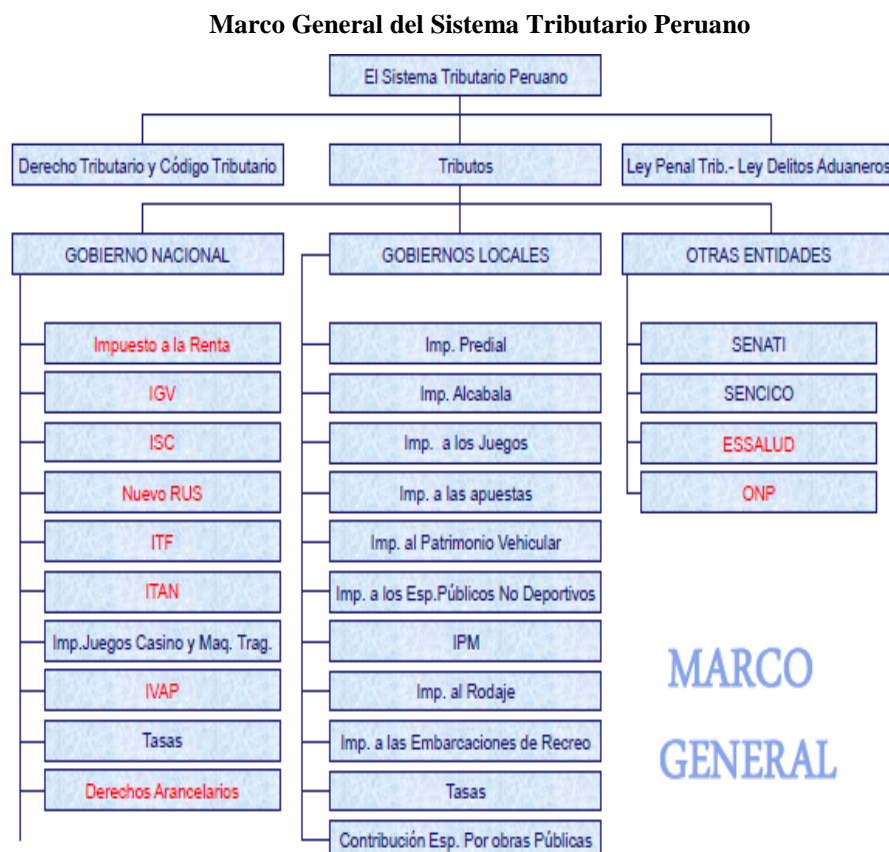 Marco General del Sistema Tributario Peruano
El Sistema Tributario Peruano
Derecho Tributario y Código Tributario
Tributos
Ley Penal Trib.- Ley Delitos Aduaneros
GOBIERNO NACIONAL
GOBIERNOS LOCALES
OTRAS ENTIDADES
Impuesto a la Renta
IGV
ISC
Nuevo RUS
ITF
ITAN
Imp.Juegos Casino y Maq. Trag.
IVAP
Tasas
Derechos Arancelarios
Imp. Predial
Imp. Alcabala
Imp. a los Juegos
Imp. a las apuestas
Imp. al Patrimonio Vehicular
Imp. a los Esp.Públicos No Deportivos
IPM
Imp. al Rodaje
Imp. a las Embarcaciones de Recreo
Tasas
Contribución Esp. Por obras Públicas
SENATI
SENCICO
ESSALUD
ONP
MARCO
GENERAL